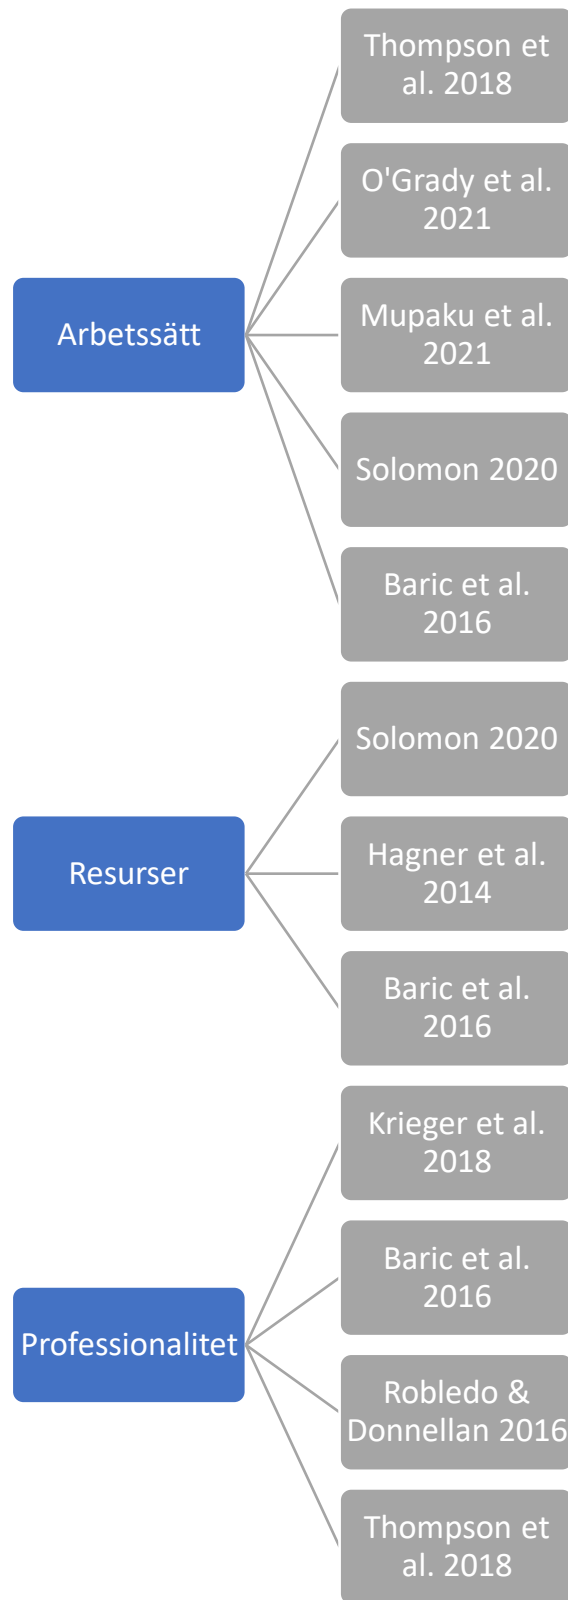 Arbetssätt
Thompson et
al. 2018
O'Grady et al.
2021
Mupaku et al.
2021
Solomon 2020
Baric et al.
2016
Resurser
Solomon 2020
Hagner et al.
2014
Baric et al.
2016
Professionalitet
Krieger et al.
2018
Baric et al.
2016
Robledo &
Donnellan 2016
Thompson et
al. 2018